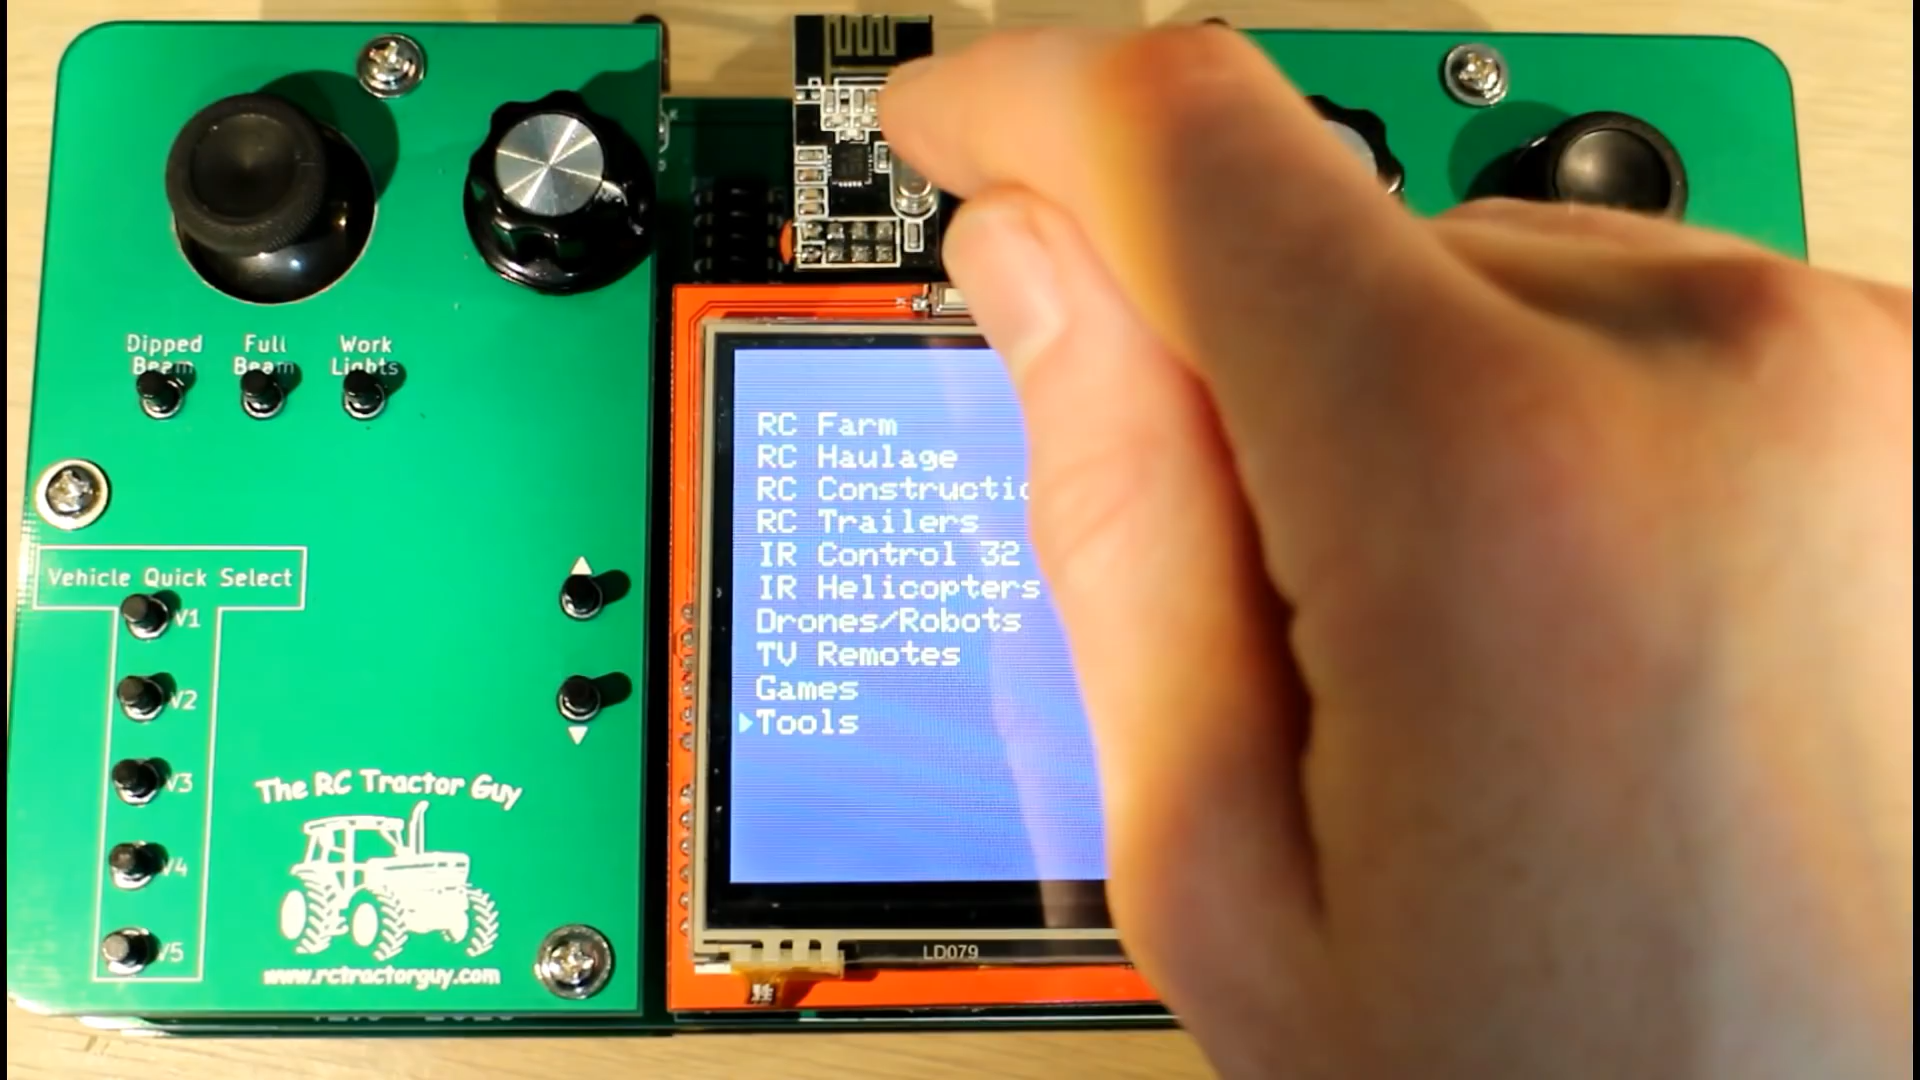 Dipped
Beam
Full
Beam
Work
Lights
RC Farm
RC Haulage
RC Constructio
RC Trailers
IR Control 32
IR Helicopters
Drones/Robots
TV Remotes
Games
Tools
Vehicle Quick Select
V1
V2
V3
V4
V5
The RC Tractor Guy
www.rctractorguy.com
LD079